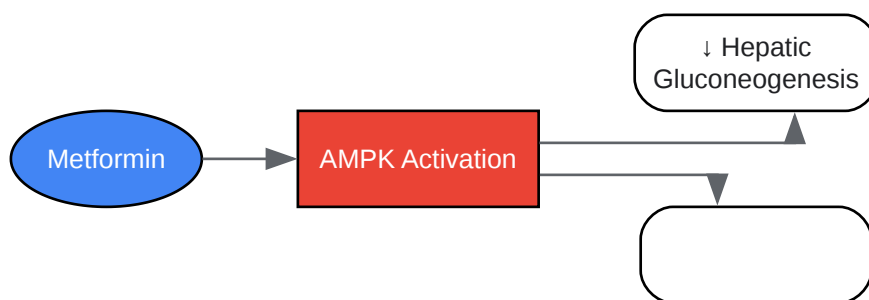 Metformin
AMPK Activation
↓ Hepatic
Gluconeogenesis